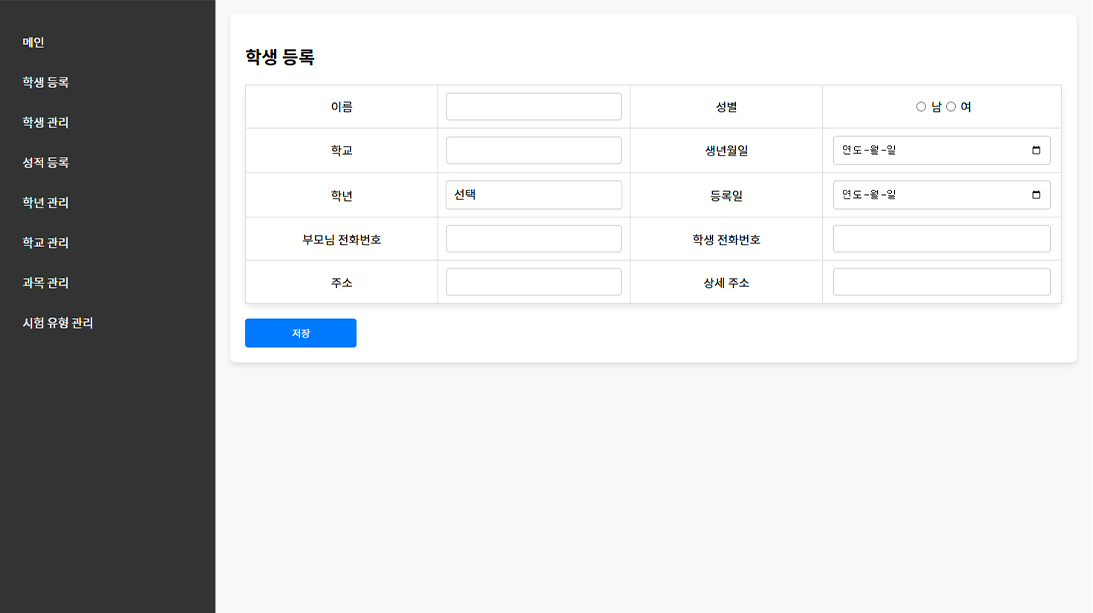 메인
학생 등록
학생 관리
성적 등록
학년 관리
학교 관리
과목 관리
시험 유형 관리
학생 등록
이름 성별 남 여
학교 생년월일 연도-월-일
학년 선택 등록일 연도-월-일
부모님 전화번호 학생 전화번호
주소 상세 주소
저장